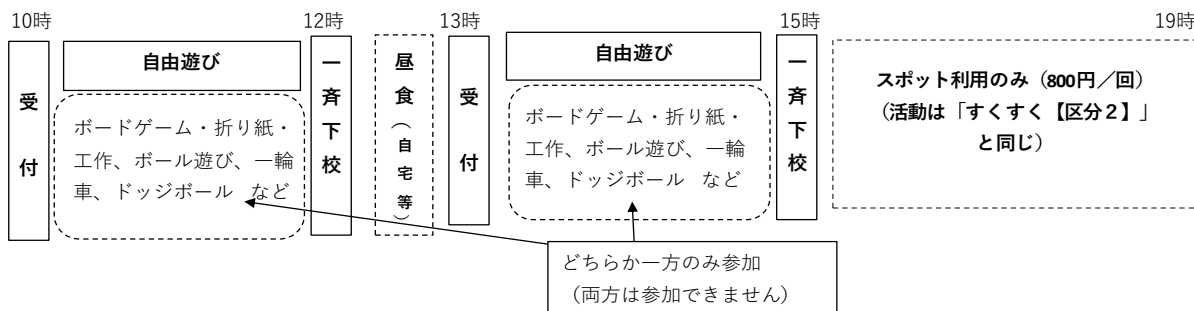 10時
12時
13時
15時
19時
受付
自由遊び
ボードゲーム・折り紙・
工作、ボール遊び、一輪
車、ドッジボール　など
一斉下校
昼食(自宅等)
受付
自由遊び
ボードゲーム・折り紙・
工作、ボール遊び、一輪
車、ドッジボール　など
一斉下校
スポット利用のみ（800円／回）
（活動は「すくすく【区分２】」
と同じ）
どちらか一方のみ参加
（両方は参加できません）